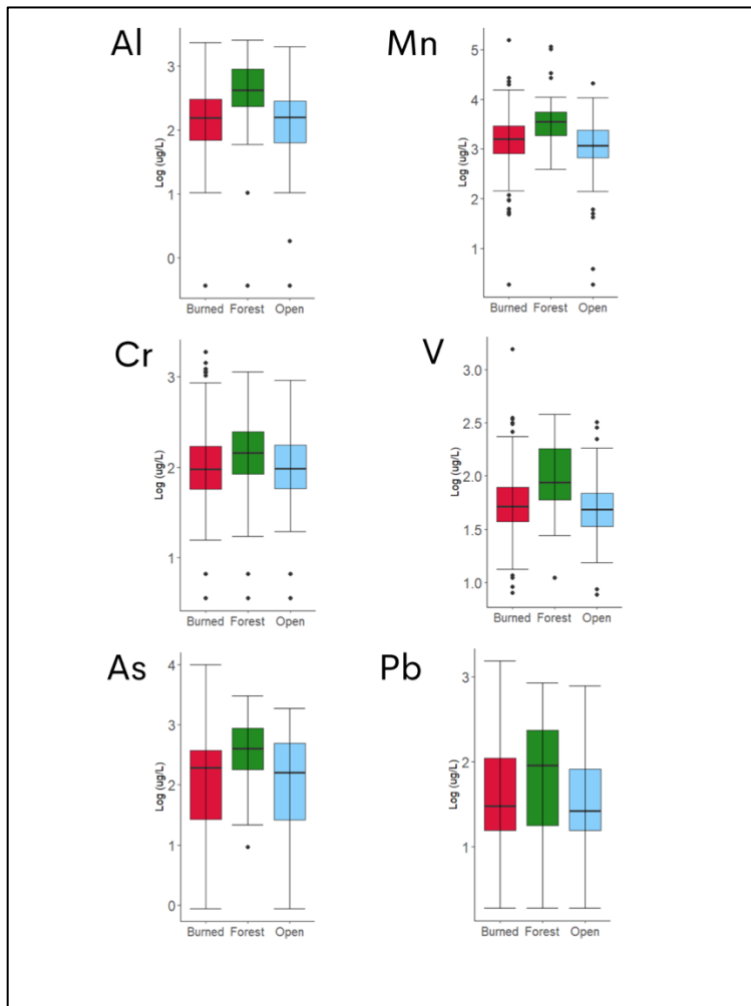 Al
Log (ug/L)
3
2
1
0
Burned Forest Open
Mn
Log (ug/L)
5
4
3
2
1
Burned Forest Open
Cr
Log (ug/L)
3
2
1
Burned Forest Open
V
Log (ug/L)
3.0
2.5
2.0
1.5
1.0
Burned Forest Open
As
Log (ug/L)
4
3
2
1
0
Burned Forest Open
Pb
Log (ug/L)
3
2
1
Burned Forest Open